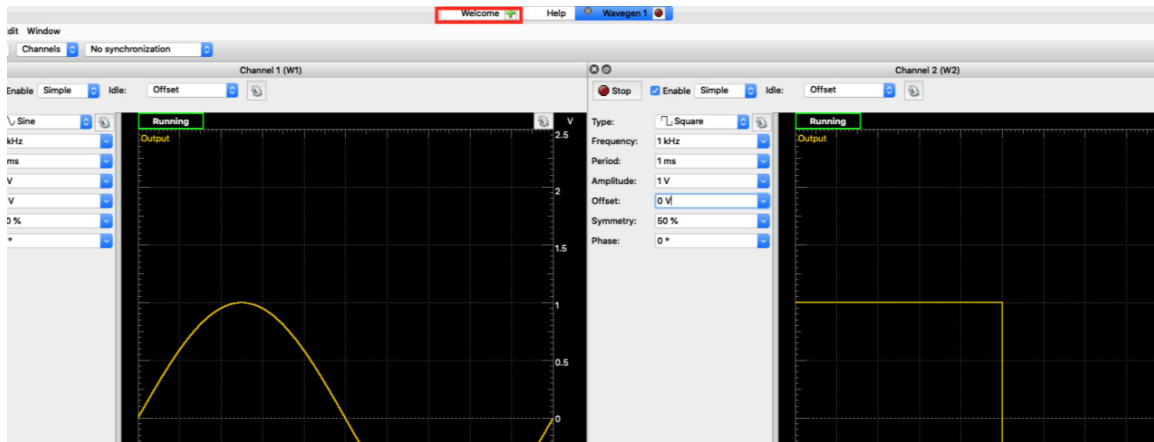 Welcome Help Wavegen 1
dit Window
Channels No synchronization
Channel 1 (W1) Channel 2 (W2)
Enable Simple Idle: Offset Stop Enable Simple Idle: Offset
Sine Running V Type: Square Running
kHz Output 2.5 Frequency: 1 kHz Output
ms Period: 1 ms
V 2 Amplitude: 1 V
V Offset: 0 V
0 % Symmetry: 50 %
° 1.5 Phase: 0 °
1
0.5
0